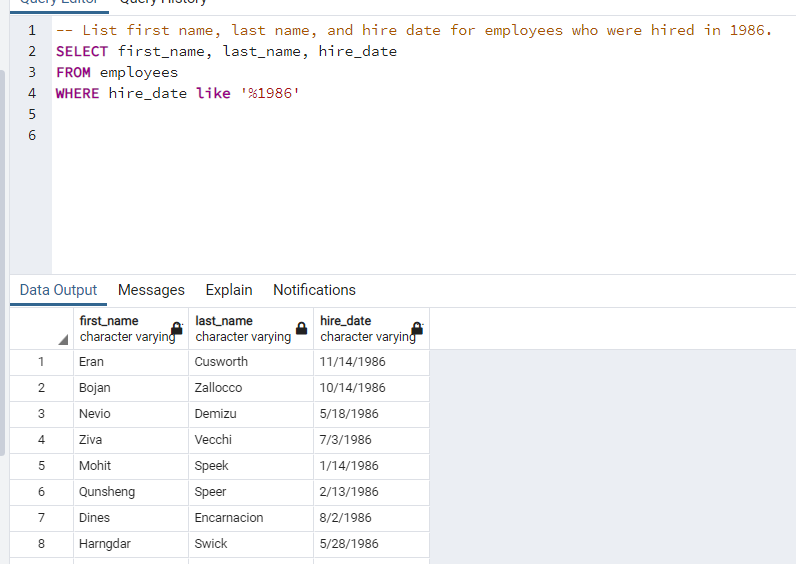 Query Editor Query History
1 -- List first name, last name, and hire date for employees who were hired in 1986.
2 SELECT first_name, last_name, hire_date
3 FROM employees
4 WHERE hire_date like '%1986'
5
6
Data Output Messages Explain Notifications
first_name last_name hire_date
character varying character varying character varying
1 Eran Cusworth 11/14/1986
2 Bojan Zallocco 10/14/1986
3 Nevio Demizu 5/18/1986
4 Ziva Vecchi 7/3/1986
5 Mohit Speek 1/14/1986
6 Qunsheng Speer 2/13/1986
7 Dines Encarnacion 8/2/1986
8 Harngdar Swick 5/28/1986